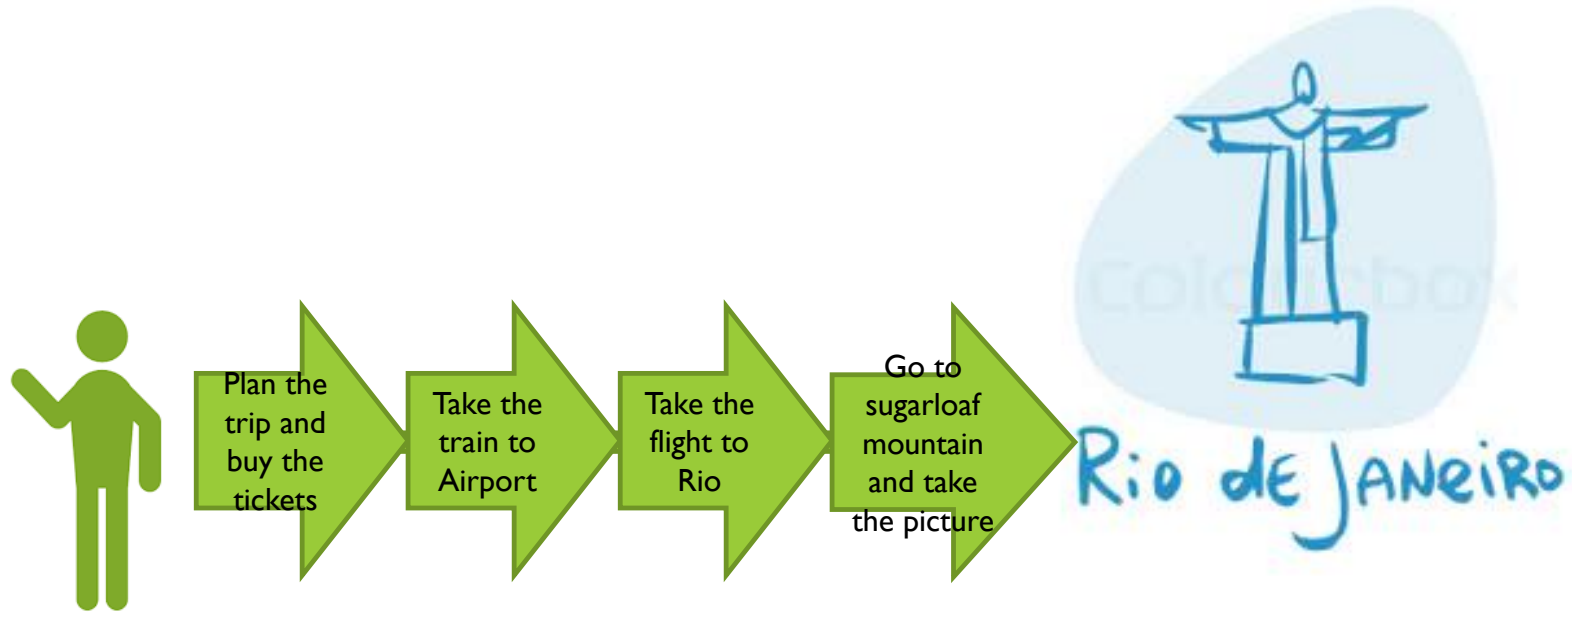 Plan the
trip and
buy the
tickets
Take the
train to
Airport
Take the
flight to
Rio
Go to
sugarloaf
mountain
and take
the picture
Colourbox
Rio de Janeiro